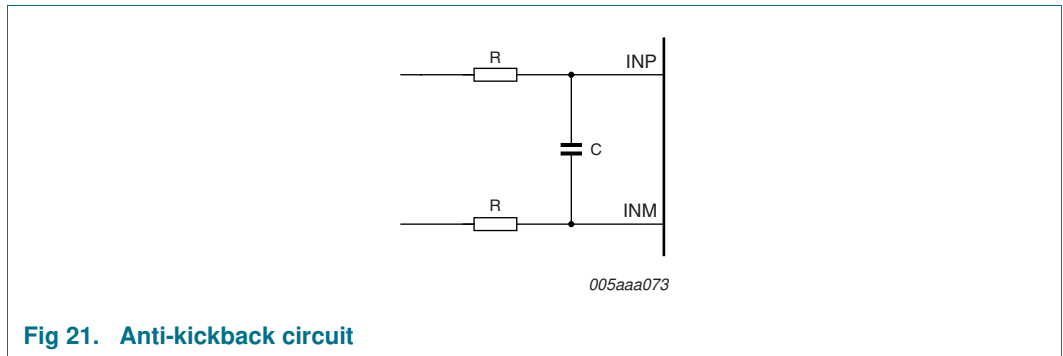 R
INP
C
R
INM
005aaa073
Fig 21. Anti-kickback circuit